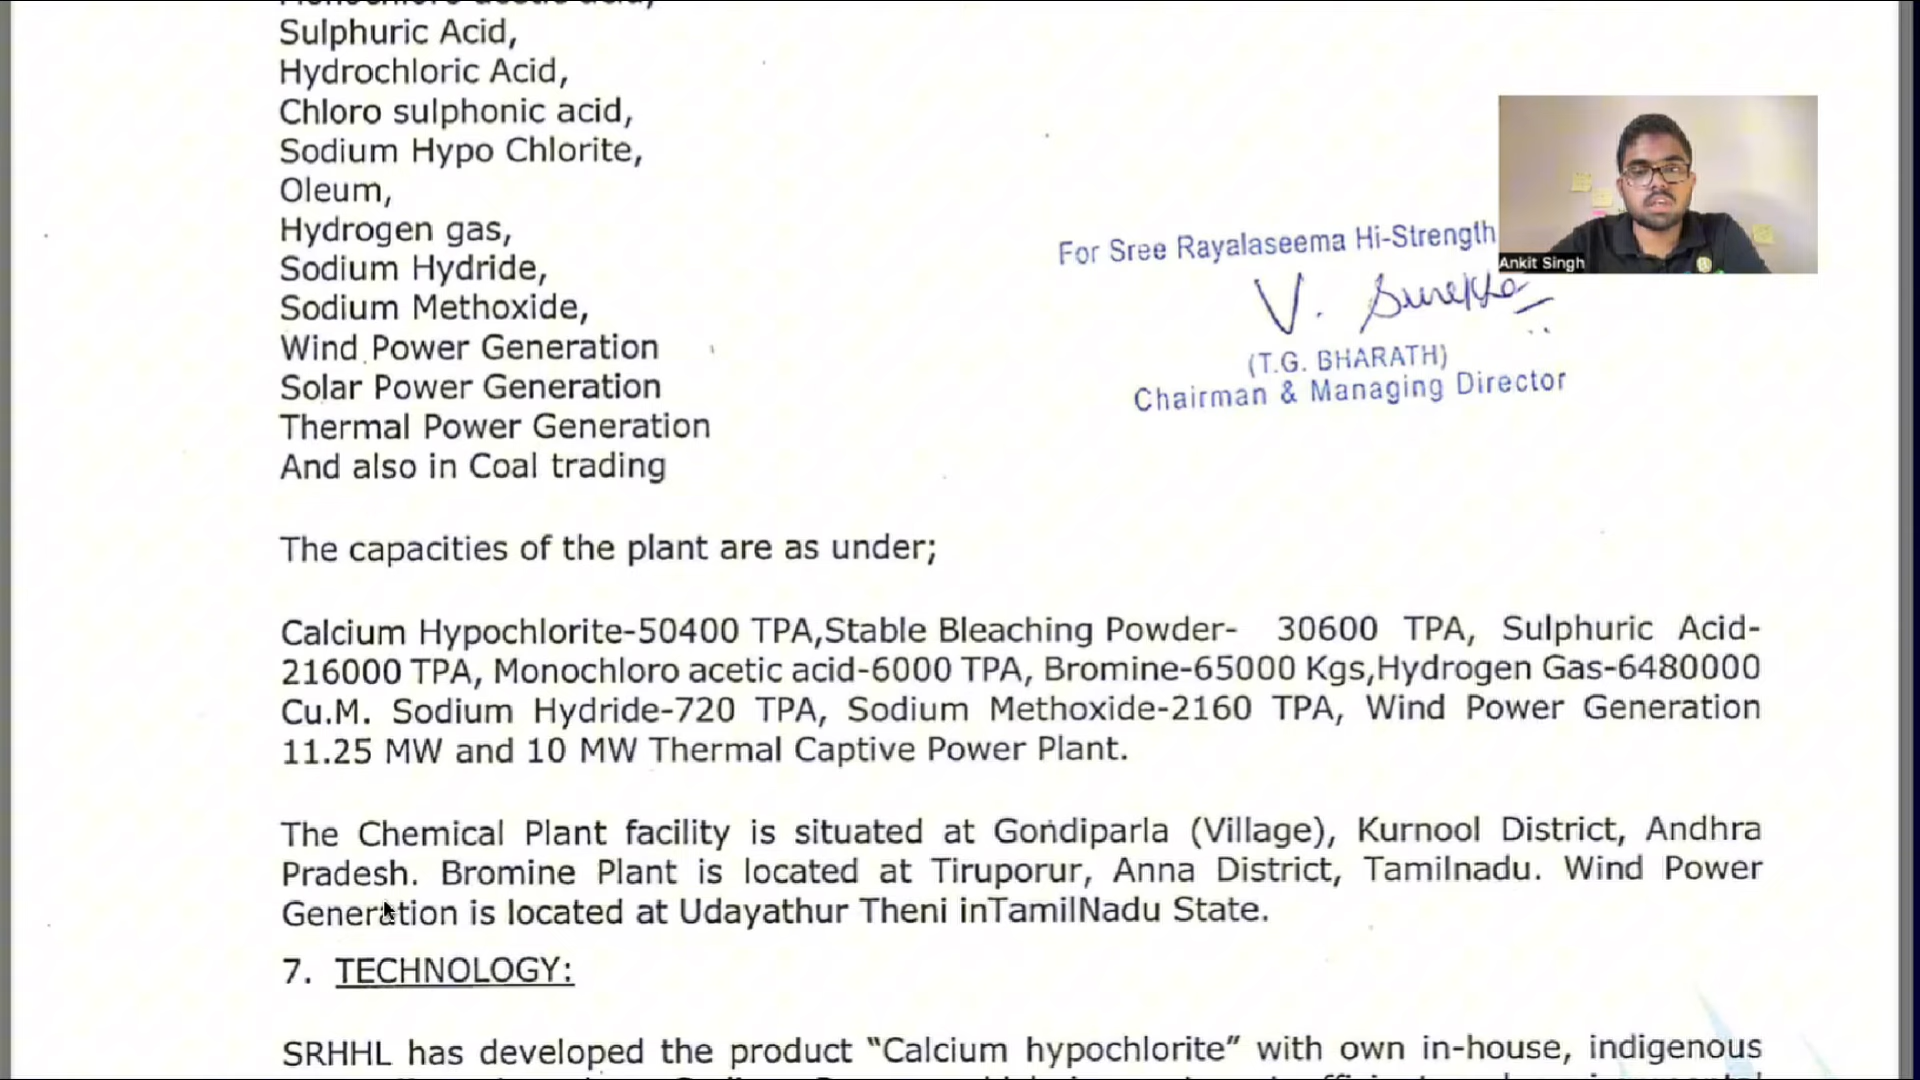 Sulphuric Acid,
Hydrochloric Acid,
Chloro sulphonic acid,
Sodium Hypo Chlorite,
Oleum,
Hydrogen gas,
Sodium Hydride,
Sodium Methoxide,
Wind Power Generation
Solar Power Generation
Thermal Power Generation
And also in Coal trading
For Sree Rayalaseema Hi-Strength
Ankit Singh
V. Surekha
(T.G. BHARATH)
Chairman & Managing Director
The capacities of the plant are as under;
Calcium Hypochlorite-50400 TPA,Stable Bleaching Powder- 30600 TPA, Sulphuric Acid-
216000 TPA, Monochloro acetic acid-6000 TPA, Bromine-65000 Kgs,Hydrogen Gas-6480000
Cu.M. Sodium Hydride-720 TPA, Sodium Methoxide-2160 TPA, Wind Power Generation
11.25 MW and 10 MW Thermal Captive Power Plant.
The Chemical Plant facility is situated at Gondiparla (Village), Kurnool District, Andhra
Pradesh. Bromine Plant is located at Tiruporur, Anna District, Tamilnadu. Wind Power
Generation is located at Udayathur Theni inTamilNadu State.
7. TECHNOLOGY:
SRHHL has developed the product “Calcium hypochlorite” with own in-house, indigenous